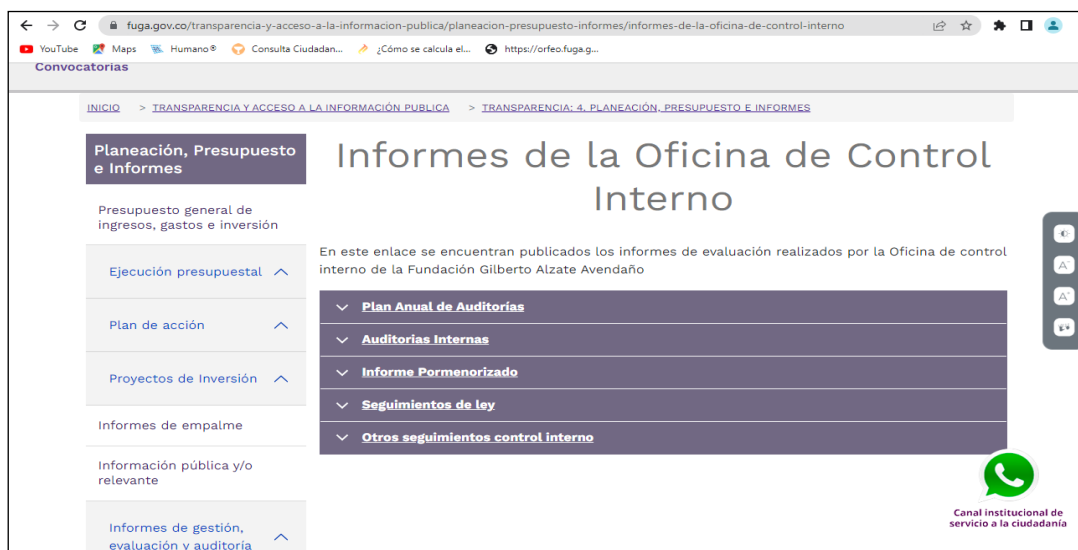 fuga.gov.co/transparencia-y-acceso-a-la-informacion-publica/planeacion-presupuesto-informes/informes-de-la-oficina-de-control-interno
YouTube Maps Humano® Consulta Ciudadan... ¿Cómo se calcula el... https://orfeo.fuga.g...
Convocatorias
INICIO > TRANSPARENCIA Y ACCESO A LA INFORMACIÓN PUBLICA > TRANSPARENCIA: 4. PLANEACIÓN, PRESUPUESTO E INFORMES
Planeación, Presupuesto
e Informes
Presupuesto general de
ingresos, gastos e inversión
Ejecución presupuestal
Plan de acción
Proyectos de Inversión
Informes de empalme
Información pública y/o
relevante
Informes de gestión,
evaluación y auditoría
Informes de la Oficina de Control
Interno
En este enlace se encuentran publicados los informes de evaluación realizados por la Oficina de control
interno de la Fundación Gilberto Alzate Avendaño
Plan Anual de Auditorías
Auditorias Internas
Informe Pormenorizado
Seguimientos de ley
Otros seguimientos control interno
A-
A+
Canal institucional de
servicio a la ciudadanía